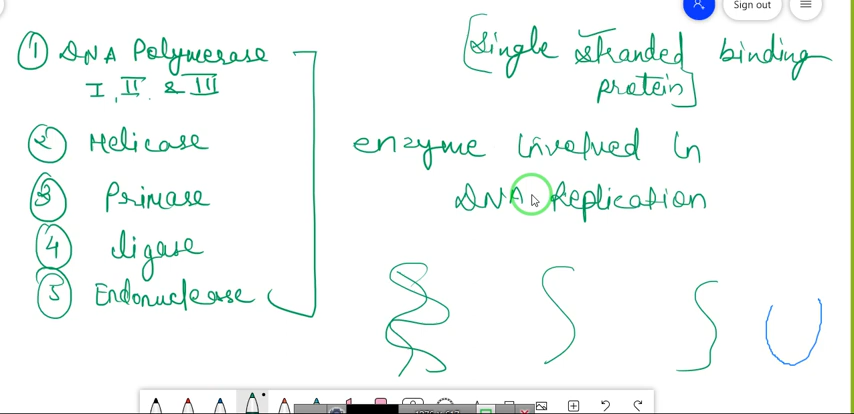 Sign out
① DNA Polymerase
I, II & III
② Helicase
③ Primase
④ ligase
⑤ Endonuclease
[single stranded binding
protein]
enzyme involved in
DNA Replication